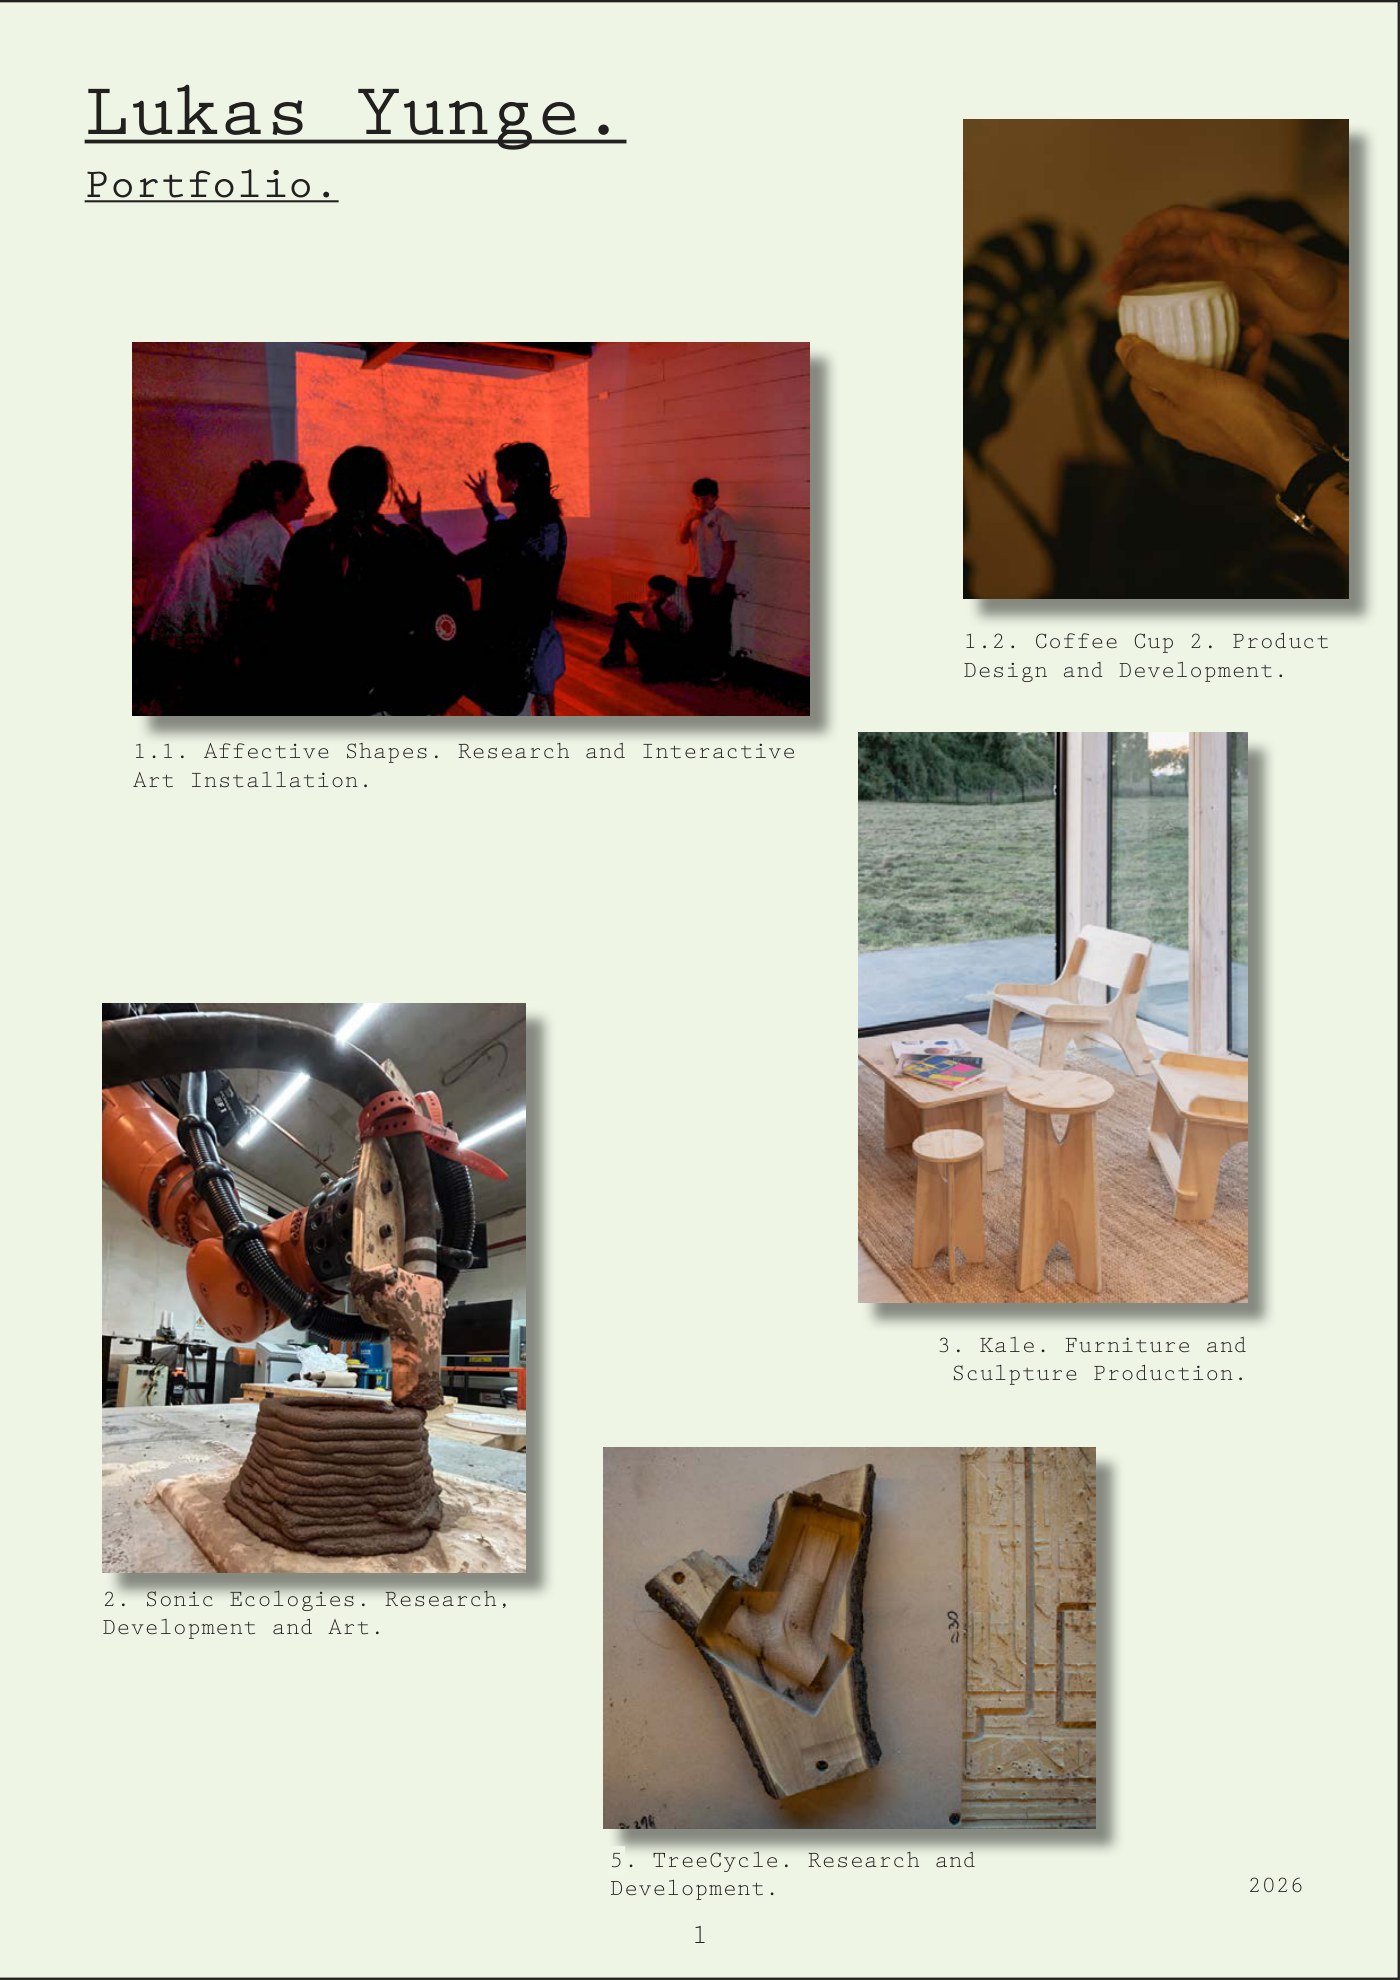 Lukas Yunge.
Portfolio.
1.2. Coffee Cup 2. Product
Design and Development.
1.1. Affective Shapes. Research and Interactive
Art Installation.
3. Kale. Furniture and
Sculpture Production.
2. Sonic Ecologies. Research,
Development and Art.
5. TreeCycle. Research and
Development.
2026
1